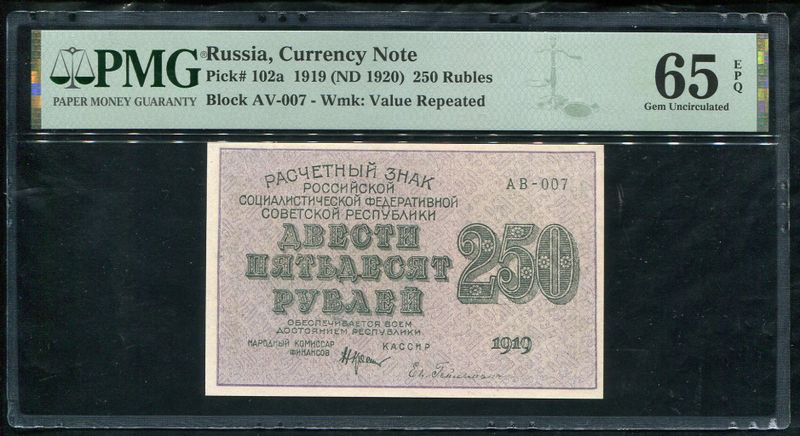 PMG®
PAPER MONEY GUARANTY
Russia, Currency Note
Pick# 102a 1919 (ND 1920) 250 Rubles
Block AV-007 - Wmk: Value Repeated
65 EPQ
Gem Uncirculated
РАСЧЕТНЫЙ ЗНАК
РОССИЙСКОЙ
СОЦИАЛИСТИЧЕСКОЙ ФЕДЕРАТИВНОЙ
СОВЕТСКОЙ РЕСПУБЛИКИ
АВ-007
ДВЕСТИ
ПЯТЬДЕСЯТ
РУБЛЕЙ
250
ОБЕСПЕЧИВАЕТСЯ ВСЕМ
ДОСТОЯНИЕМ РЕСПУБЛИКИ
НАРОДНЫЙ КОМИССАР
ФИНАНСОВ
КАССИР
1919